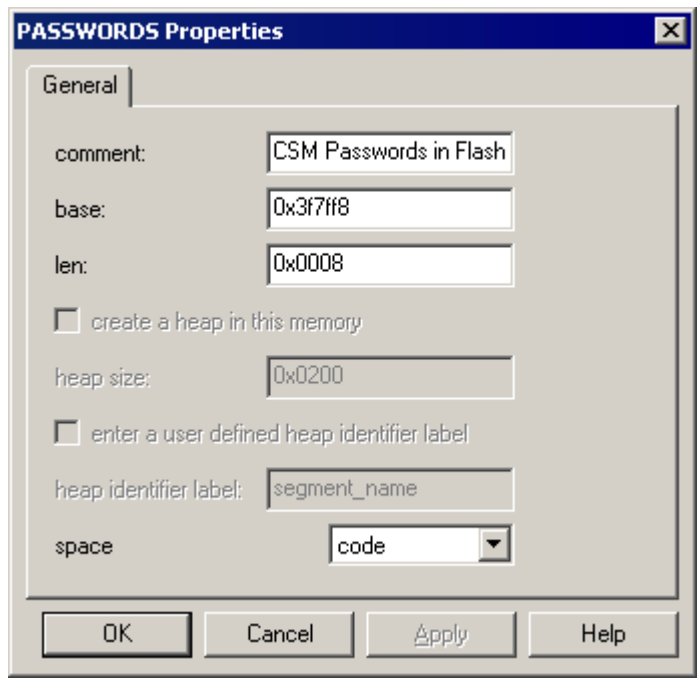 PASSWORDS Properties
General
comment: CSM Passwords in Flash
base: 0x3f7ff8
len: 0x0008
create a heap in this memory
heap size: 0x0200
enter a user defined heap identifier label
heap identifier label: segment_name
space code
OK Cancel Apply Help